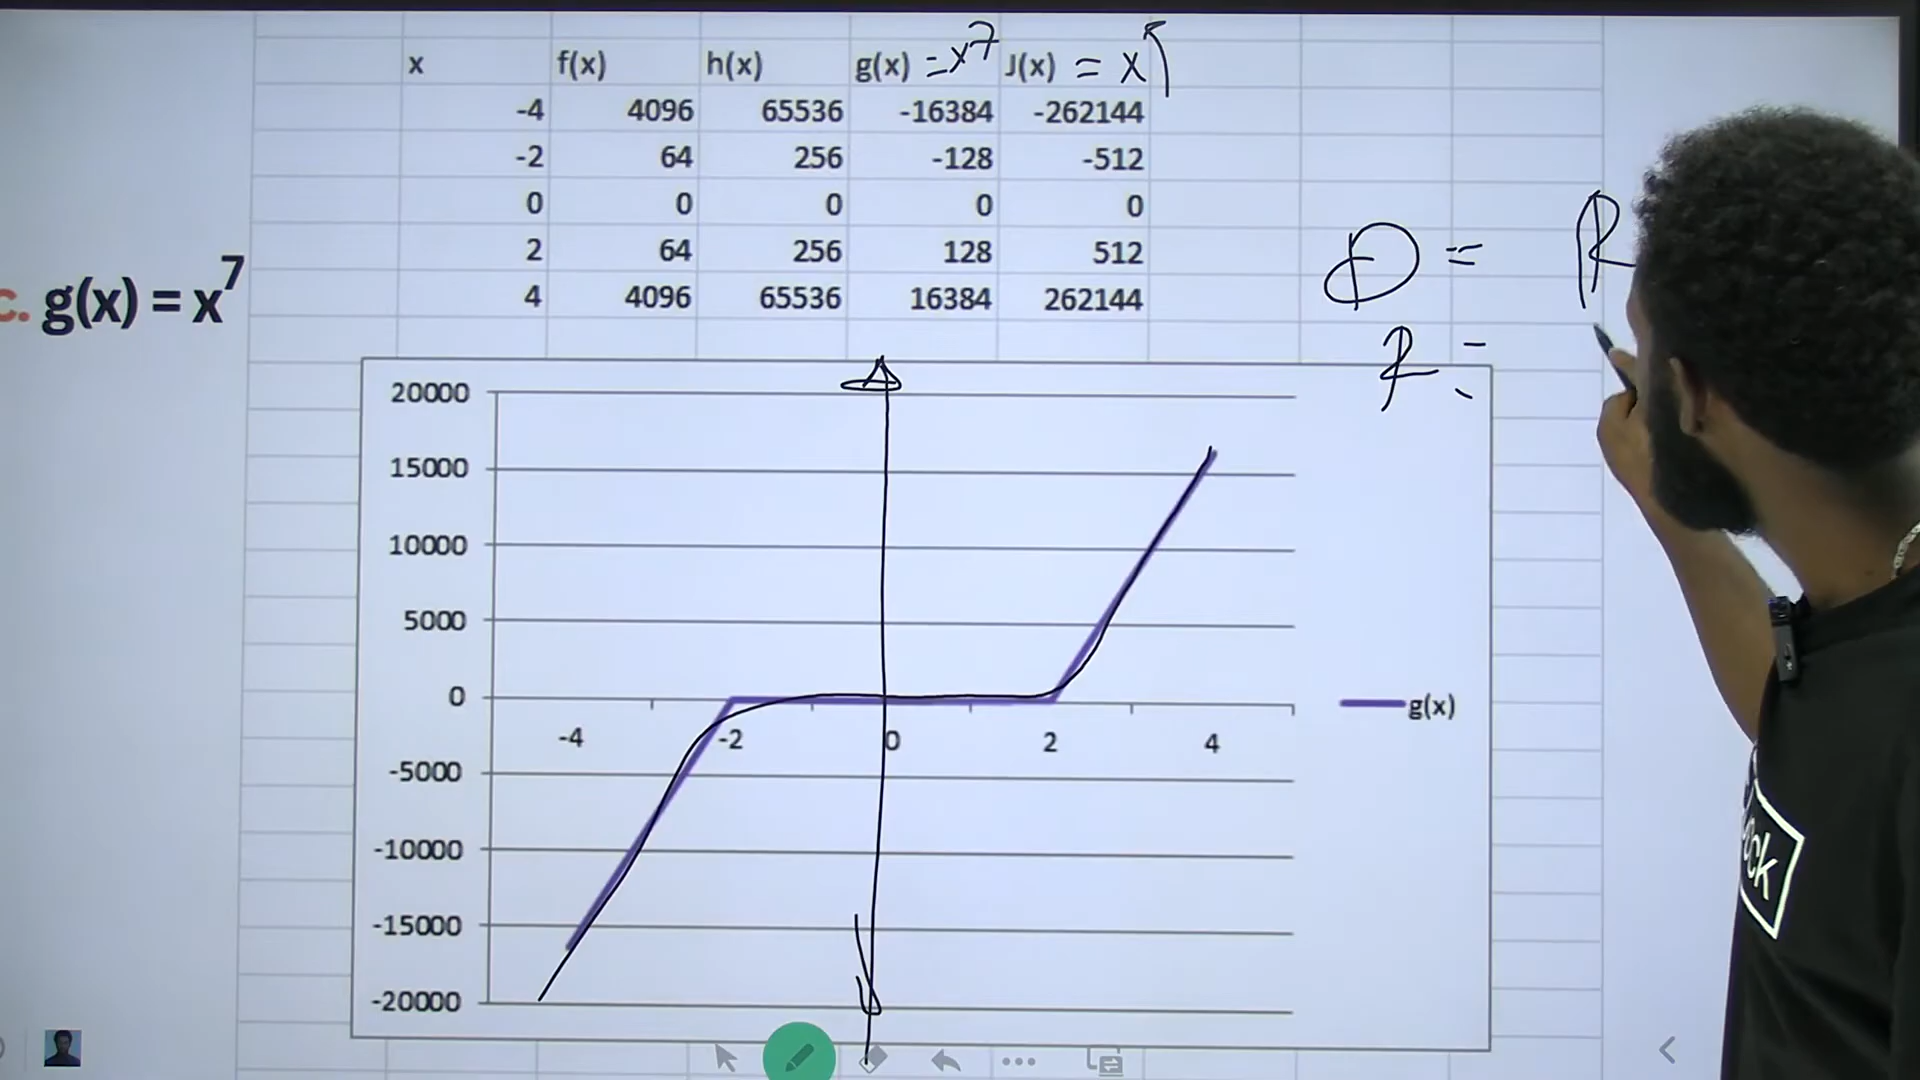 x f(x) h(x) g(x) = x⁷ J(x) = x⁹
-4 4096 65536 -16384 -262144
-2 64 256 -128 -512
0 0 0 0 0
2 64 256 128 512
4 4096 65536 16384 262144
c. g(x) = x⁷
D = R
R =
20000
15000
10000
5000
0
-5000
-10000
-15000
-20000
-4 -2 0 2 4
g(x)